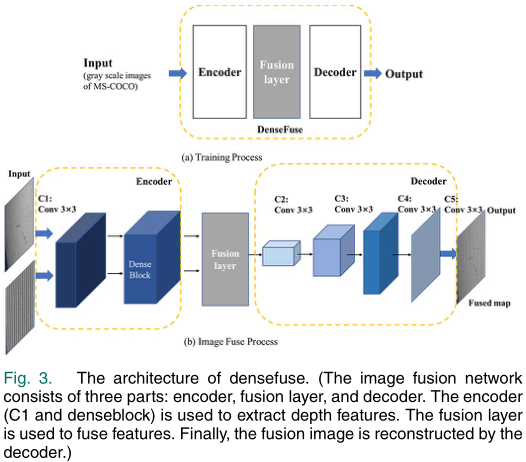 Input
(gray scale images
of MS-COCO)
Encoder
Fusion
layer
Decoder
Output
DenseFuse
(a) Training Process
Input
Encoder
C1:
Conv 3×3
Dense
Block
Fusion
layer
Decoder
C2:
Conv 3×3
C3:
Conv 3×3
C4:
Conv 3×3
C5:
Conv 3×3
Output
Fused map
(b) Image Fuse Process
Fig. 3. The architecture of densefuse. (The image fusion network
consists of three parts: encoder, fusion layer, and decoder. The encoder
(C1 and denseblock) is used to extract depth features. The fusion layer
is used to fuse features. Finally, the fusion image is reconstructed by the
decoder.)